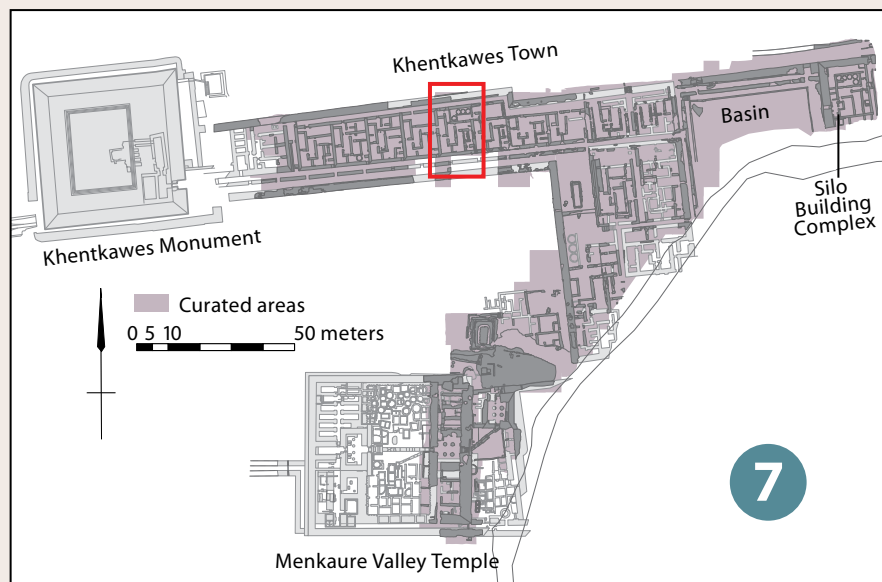 Khentkawes Town
Basin
Silo
Building
Complex
Khentkawes Monument
Curated areas
0 5 10 50 meters
7
Menkaure Valley Temple